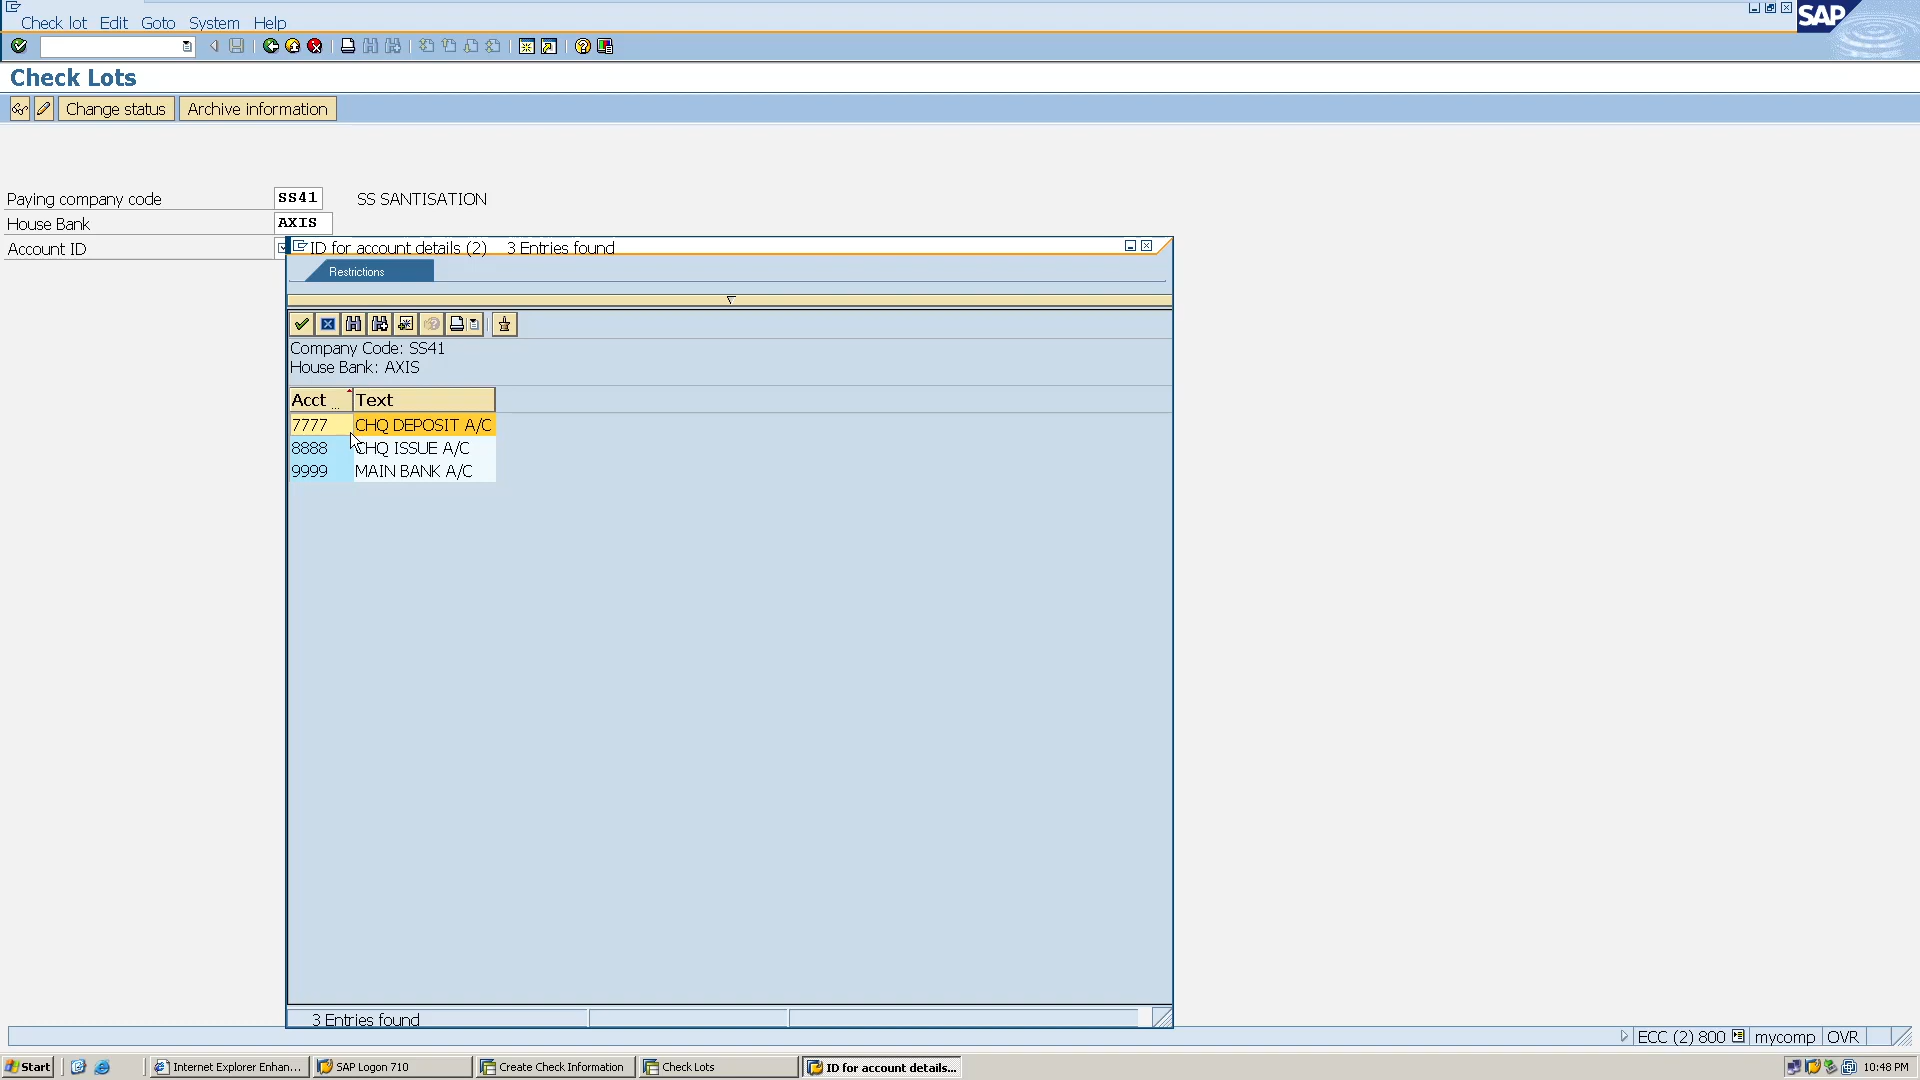 Check lot Edit Goto System Help
SAP
Check Lots
Change status Archive information
Paying company code SS41 SS SANTISATION
House Bank AXIS
Account ID
ID for account details (2) 3 Entries found
Restrictions
Company Code: SS41
House Bank: AXIS
Acct ... Text
7777 CHQ DEPOSIT A/C
8888 CHQ ISSUE A/C
9999 MAIN BANK A/C
3 Entries found
ECC (2) 800 mycomp OVR
Start Internet Explorer Enhan... SAP Logon 710 Create Check Information Check Lots ID for account details... 10:48 PM